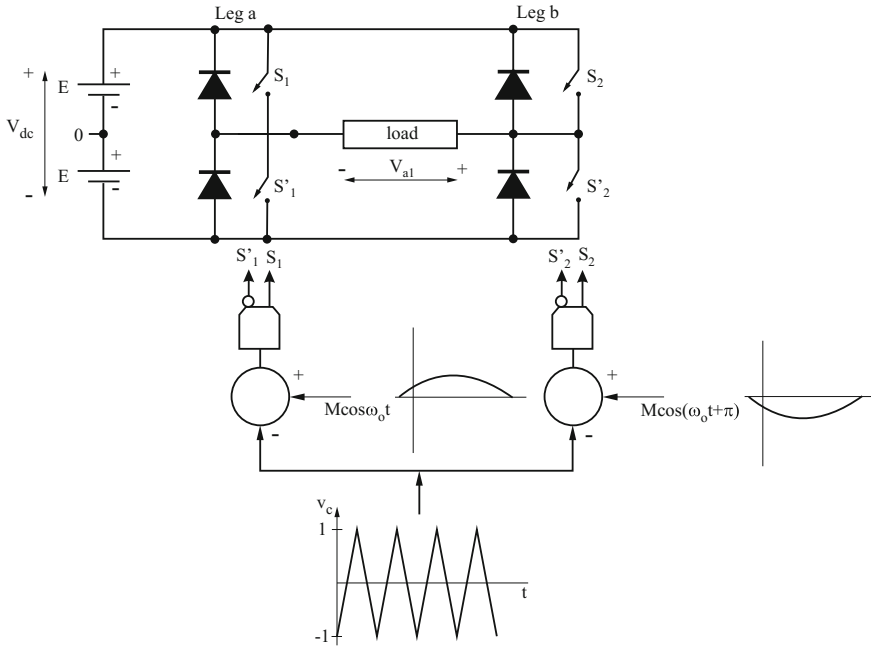 Leg a
Leg b
+
+
E
-
S1
S2
Vdc
0
load
+
E
-
-
- Va1 +
S'1
S'2
-
S'1 S1
S'2 S2
+
+
Mcosωot
Mcos(ωot+π)
-
-
vc
1
t
-1